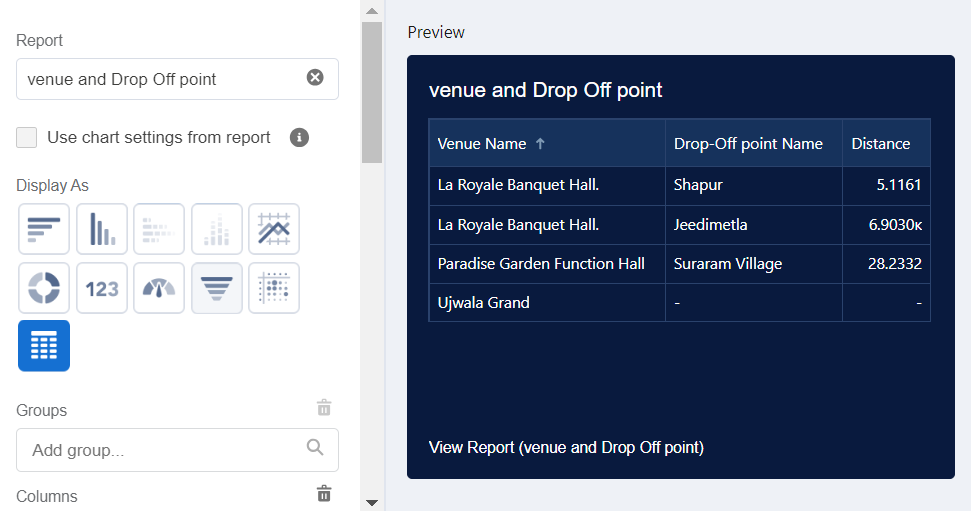 Report
venue and Drop Off point
Use chart settings from report
Display As
123
Groups
Add group...
Columns
Preview
venue and Drop Off point
Venue Name ↑ Drop-Off point Name Distance
La Royale Banquet Hall. Shapur 5.1161
La Royale Banquet Hall. Jeedimetla 6.9030ĸ
Paradise Garden Function Hall Suraram Village 28.2332
Ujwala Grand - -
View Report (venue and Drop Off point)